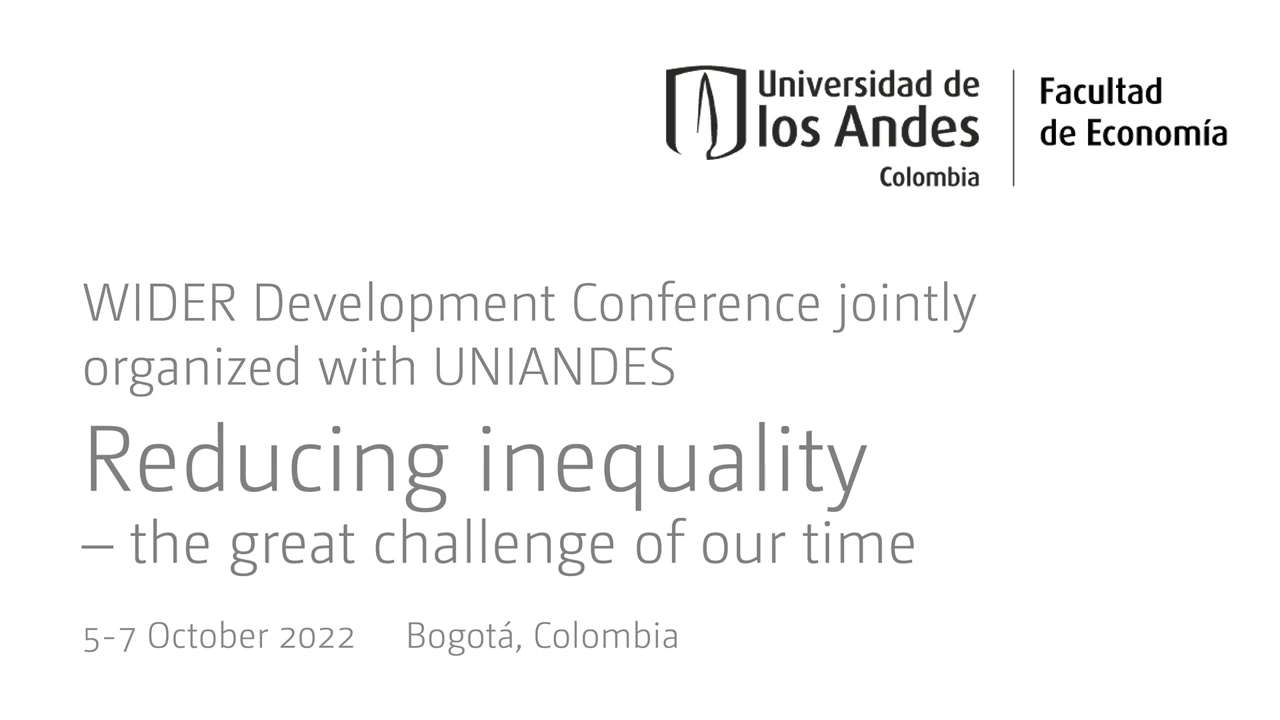 Universidad de
los Andes
Colombia
Facultad
de Economía
WIDER Development Conference jointly
organized with UNIANDES
Reducing inequality
– the great challenge of our time
5-7 October 2022 Bogotá, Colombia